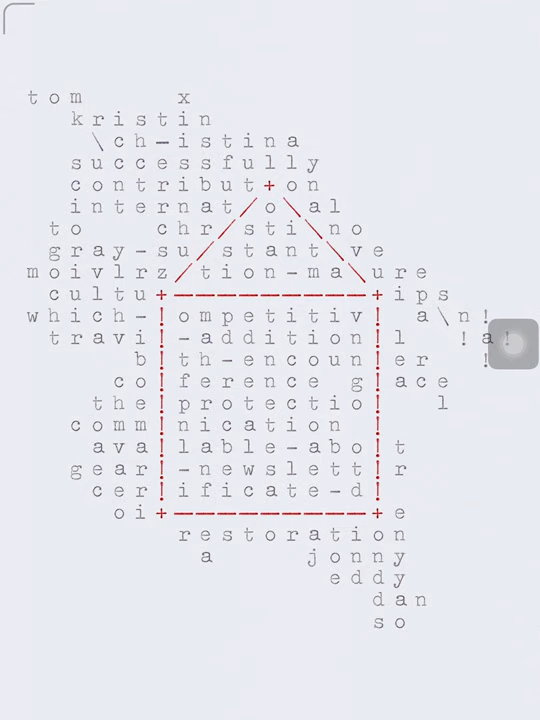 tom x
kristin
\ch-istina
successfully
contribut+on
internat/o\al
to ch/rsti\no
gray-su/stant\ve
moivlrz/tion-ma\ure
cultu+---------+ips
which-!ompetitiv! a\n!
travi!-addition!l !a!
b!th-encoun!er !
co!ference g!ace
the!protectio! l
comm!nication !
ava!lable-abo!t
gear!-newslett!r
cer!ificate-d!
oi+---------+e
restoration
a jonny
eddy
dan
so